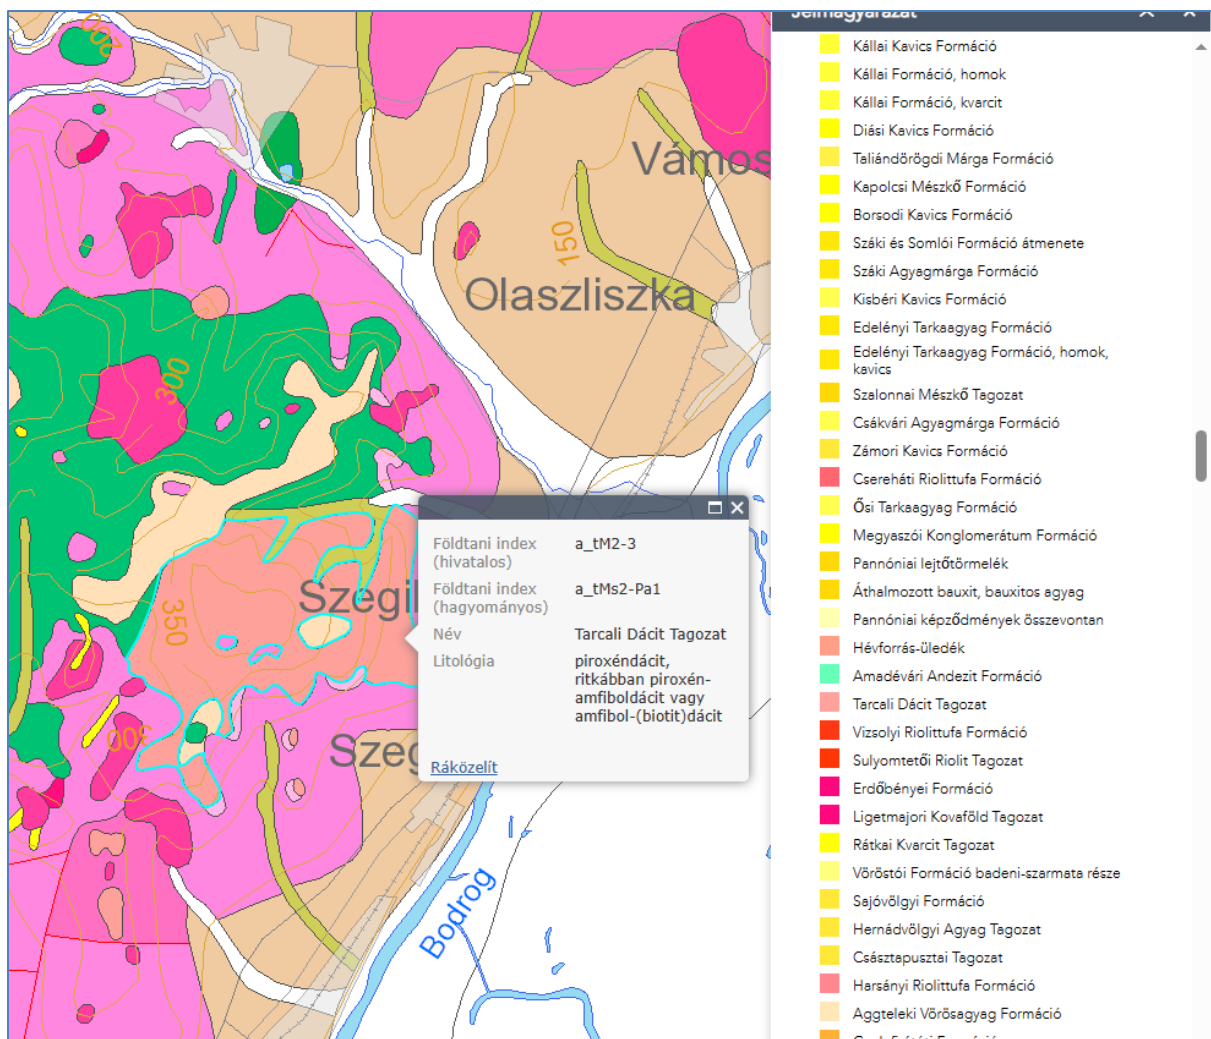 200
Vámos
150
Olaszliszka
300
350
300
Bodrog
Földtani index
(hivatalos)
a_tM2-3
Földtani index
(hagyományos)
a_tMs2-Pa1
Név
Tarcali Dácit Tagozat
Litológia
piroxéndácit,
ritkábban piroxén-
amfiboldácit vagy
amfibol-(biotit)dácit
Ráközelít
Jelmagyarázat
Kállai Kavics Formáció
Kállai Formáció, homok
Kállai Formáció, kvarcit
Diási Kavics Formáció
Taliándörögdi Márga Formáció
Kapolcsi Mészkő Formáció
Borsodi Kavics Formáció
Száki és Somlói Formáció átmenete
Száki Agyagmárga Formáció
Kisbéri Kavics Formáció
Edelényi Tarkaagyag Formáció
Edelényi Tarkaagyag Formáció, homok,
kavics
Szalonnai Mészkő Tagozat
Csákvári Agyagmárga Formáció
Zámori Kavics Formáció
Csereháti Riolittufa Formáció
Ősi Tarkaagyag Formáció
Megyaszói Konglomerátum Formáció
Pannóniai lejtőtörmelék
Áthalmozott bauxit, bauxitos agyag
Pannóniai képződmények összevontan
Hévforrás-üledék
Amadévári Andezit Formáció
Tarcali Dácit Tagozat
Vizsolyi Riolittufa Formáció
Sulyomtetői Riolit Tagozat
Erdőbényei Formáció
Ligetmajori Kovaföld Tagozat
Rátkai Kvarcit Tagozat
Vöröstói Formáció badeni-szarmata része
Sajóvölgyi Formáció
Hernádvölgyi Agyag Tagozat
Császtapusztai Tagozat
Harsányi Riolittufa Formáció
Aggteleki Vörösagyag Formáció